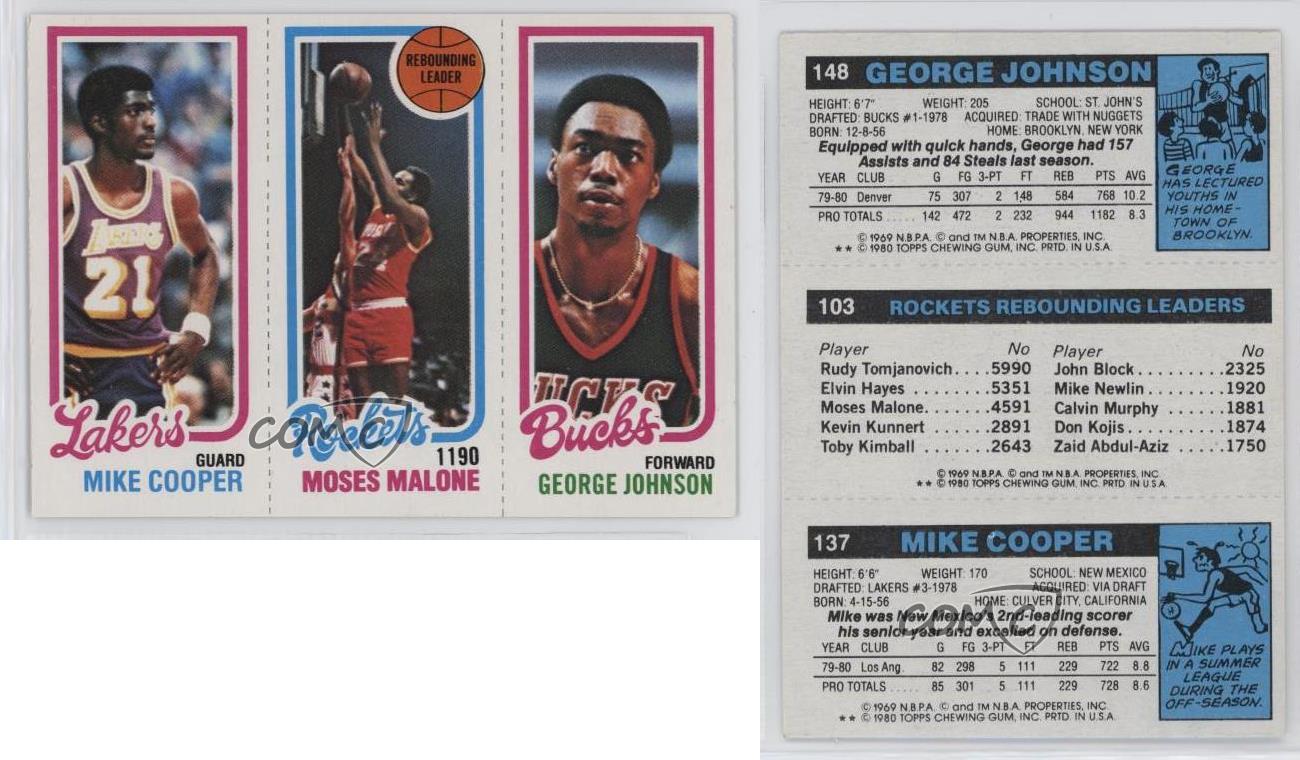 REBOUNDING
LEADER
LAKERS
21
BUCKS
Lakers
GUARD
MIKE COOPER
Rockets
1190
MOSES MALONE
Bucks
FORWARD
GEORGE JOHNSON
COMC
148 GEORGE JOHNSON
HEIGHT: 6'7" WEIGHT: 205 SCHOOL: ST. JOHN'S
DRAFTED: BUCKS #1-1978 ACQUIRED: TRADE WITH NUGGETS
BORN: 12-8-56 HOME: BROOKLYN, NEW YORK
Equipped with quick hands, George had 157
Assists and 84 Steals last season.
YEAR CLUB G FG 3-PT FT REB PTS AVG
79-80 Denver 75 307 2 148 584 768 10.2
PRO TOTALS ..... 142 472 2 232 944 1182 8.3
© 1969 N.B.P.A. © and TM N.B.A. PROPERTIES, INC.
★★ © 1980 TOPPS CHEWING GUM, INC. PRTD. IN U.S.A.
GEORGE
HAS LECTURED
YOUTHS IN
HIS HOME-
TOWN OF
BROOKLYN.
103 ROCKETS REBOUNDING LEADERS
Player No Player No
Rudy Tomjanovich....5990 John Block.........2325
Elvin Hayes........5351 Mike Newlin........1920
Moses Malone.......4591 Calvin Murphy......1881
Kevin Kunnert......2891 Don Kojis..........1874
Toby Kimball.......2643 Zaid Abdul-Aziz.....1750
© 1969 N.B.P.A. © and TM N.B.A. PROPERTIES, INC.
★★ © 1980 TOPPS CHEWING GUM, INC. PRTD. IN U.S.A.
137 MIKE COOPER
HEIGHT: 6'6" WEIGHT: 170 SCHOOL: NEW MEXICO
DRAFTED: LAKERS #3-1978 ACQUIRED: VIA DRAFT
BORN: 4-15-56 HOME: CULVER CITY, CALIFORNIA
Mike was New Mexico's 2nd-leading scorer
his senior year and excelled on defense.
YEAR CLUB G FG 3-PT FT REB PTS AVG
79-80 Los Ang. 82 298 5 111 229 722 8.8
PRO TOTALS ..... 85 301 5 111 229 728 8.6
© 1969 N.B.P.A. © and TM N.B.A. PROPERTIES, INC.
★★ © 1980 TOPPS CHEWING GUM, INC. PRTD. IN U.S.A.
MIKE PLAYS
IN A SUMMER
LEAGUE
DURING THE
OFF-SEASON.
COMC